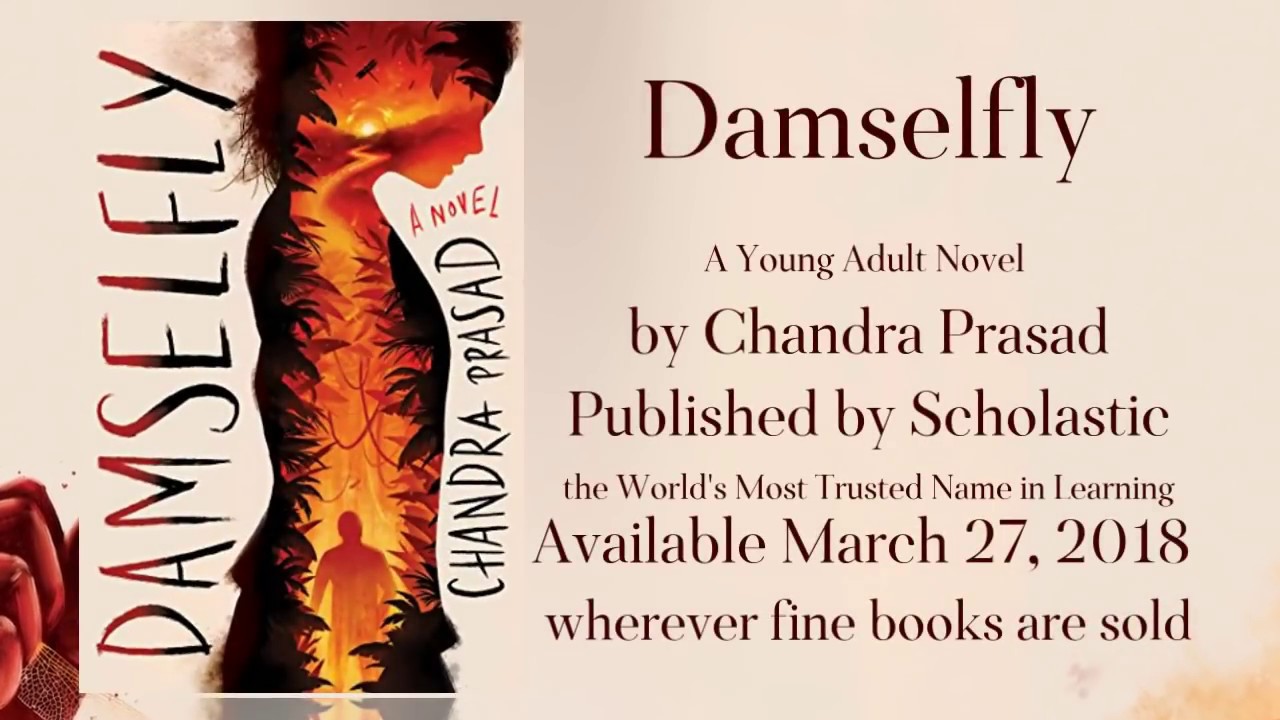 DAMSELFLY
A NOVEL
CHANDRA PRASAD
Damselfly
A Young Adult Novel
by Chandra Prasad
Published by Scholastic
the World's Most Trusted Name in Learning
Available March 27, 2018
wherever fine books are sold